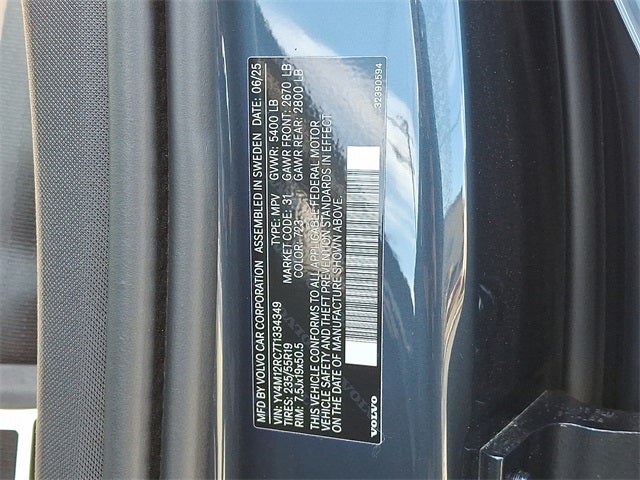 MFD. BY VOLVO CAR CORPORATION ASSEMBLED IN SWEDEN DATE: 06/25
VIN: YV4M12RC7T1334349 TYPE: MPV GVWR: 5400 LB
TIRES: 235/55R19 MARKET CODE: 31 GAWR FRONT: 2670 LB
RIM: 7.5Jx19x50.5 COLOR: 723 GAWR REAR: 2800 LB
THIS VEHICLE CONFORMS TO ALL APPLICABLE FEDERAL MOTOR
VEHICLE SAFETY AND THEFT PREVENTION STANDARDS IN EFFECT
ON THE DATE OF MANUFACTURE SHOWN ABOVE.
VOLVO 32390594